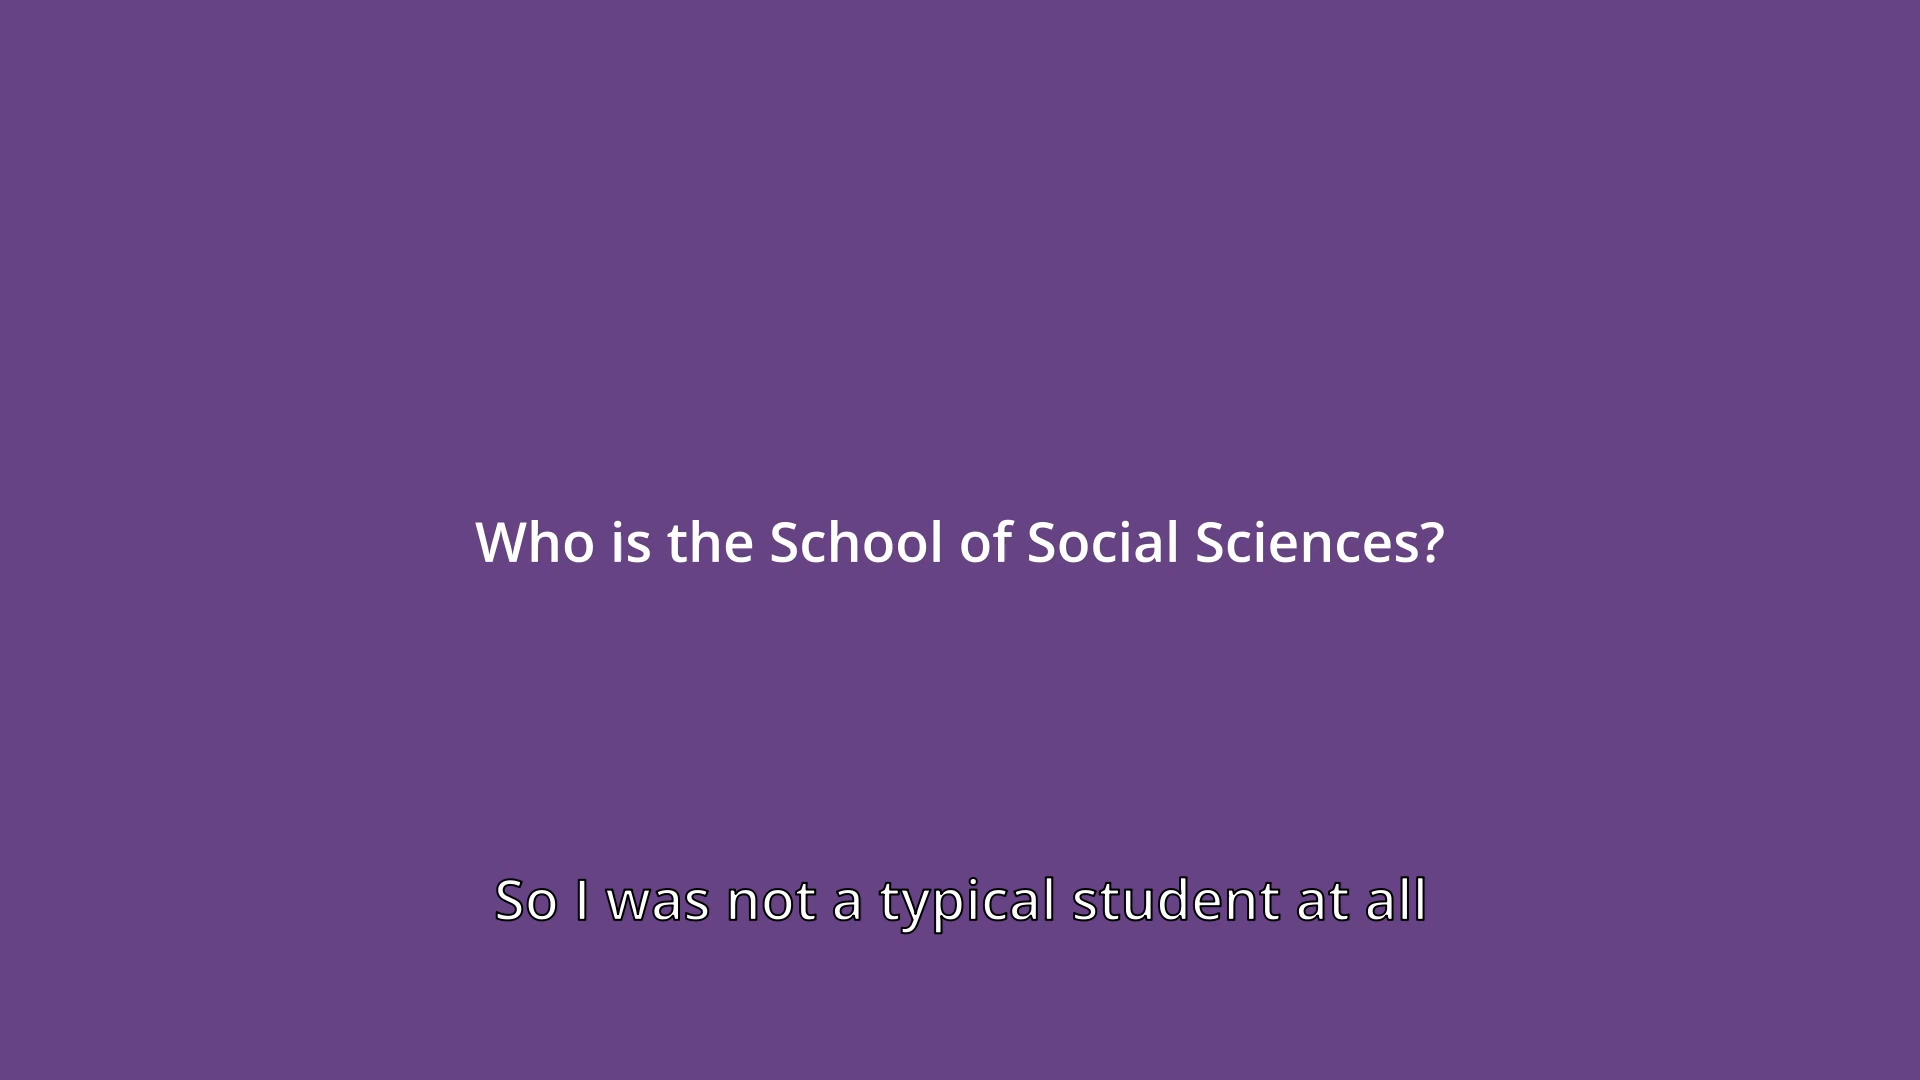 Who is the School of Social Sciences?
So I was not a typical student at all